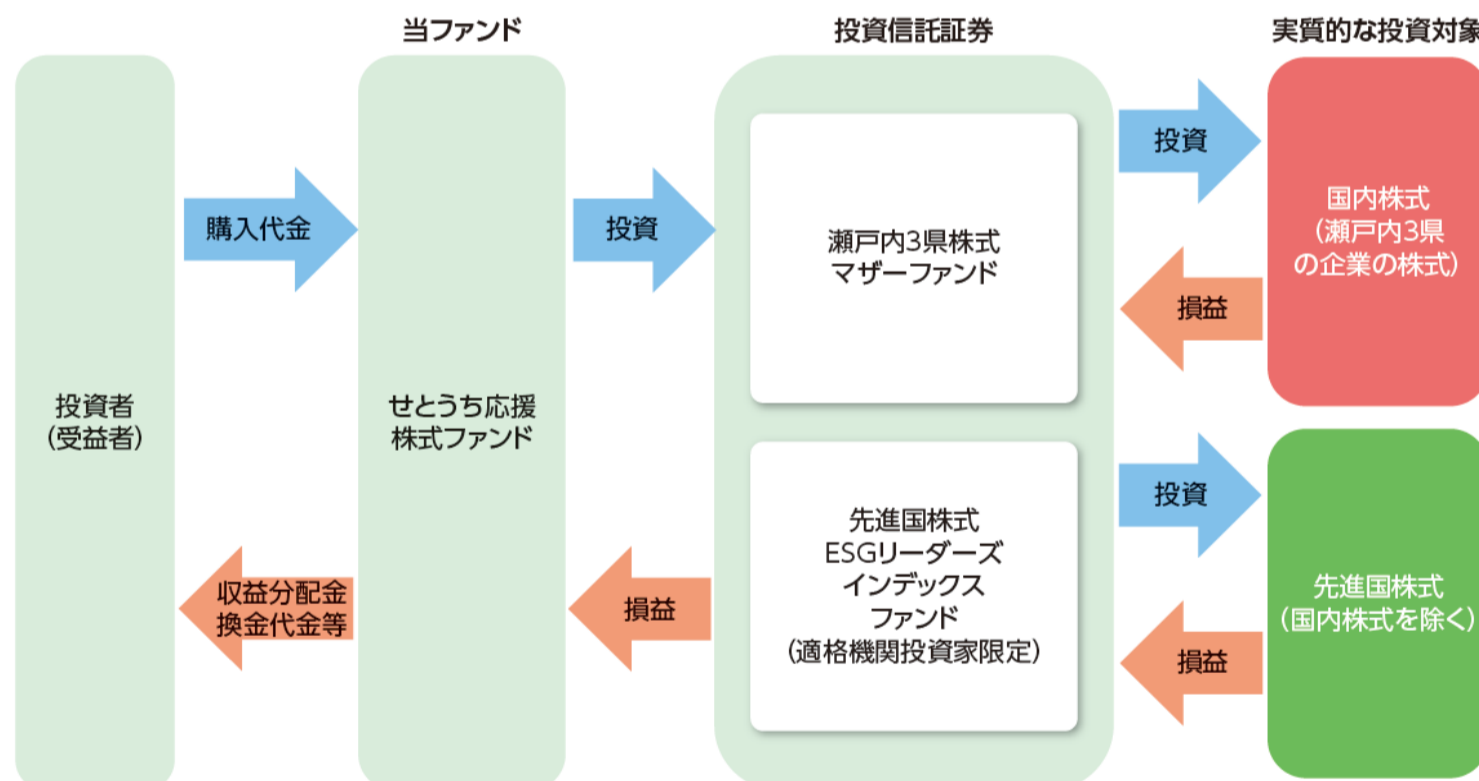 当ファンド
投資信託証券
実質的な投資対象
投資者
（受益者）
購入代金
収益分配金
換金代金等
せとうち応援
株式ファンド
投資
損益
瀬戸内3県株式
マザーファンド
先進国株式
ESGリーダーズ
インデックス
ファンド
（適格機関投資家限定）
投資
損益
投資
損益
国内株式
（瀬戸内3県
の企業の株式）
先進国株式
（国内株式を除く）